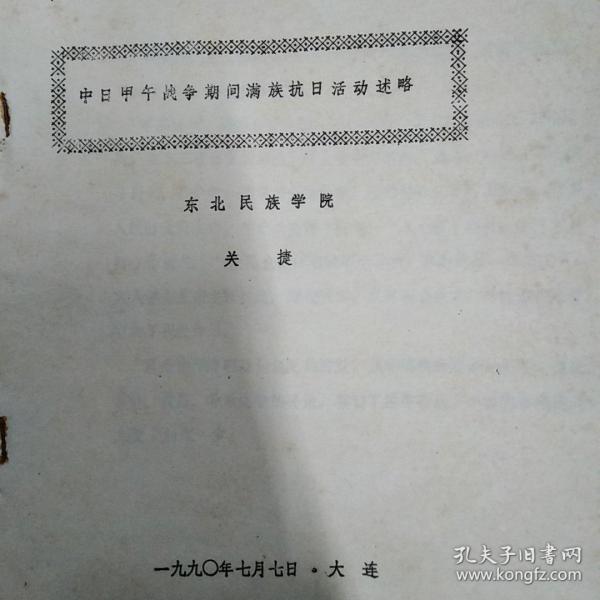 中日甲午战争期间满族抗日活动述略
东北民族学院
关捷
一九九〇年七月七日·大连
孔夫子旧书网
www.kongfz.com